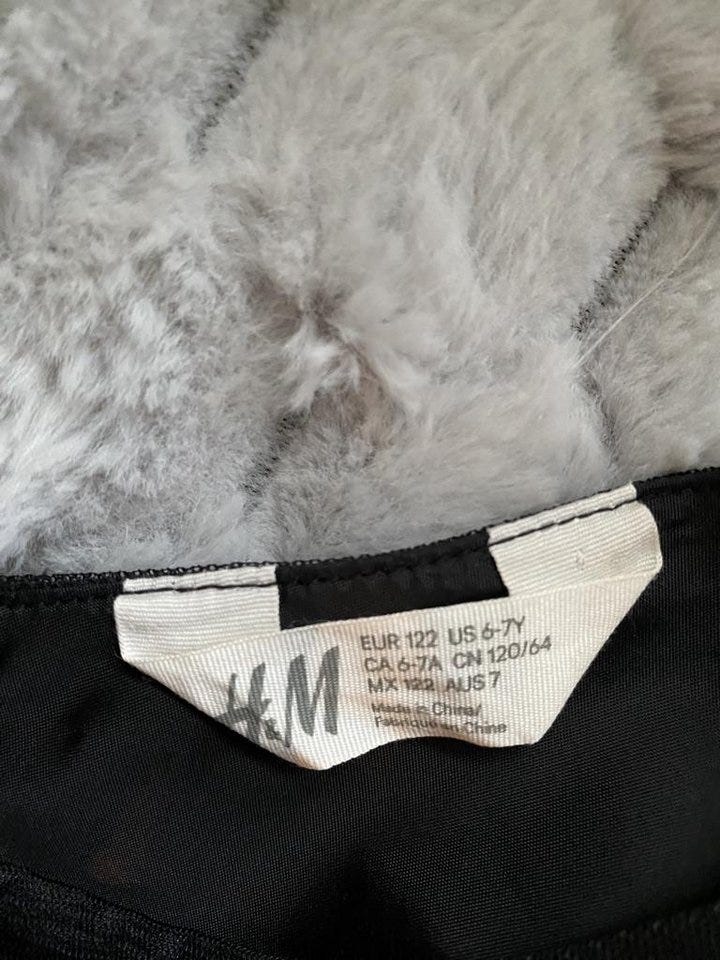 H&M
EUR 122 US 6-7Y
CA 6-7A CN 120/64
MX 122 AUS 7
Made in China/
Fabriqué en Chine